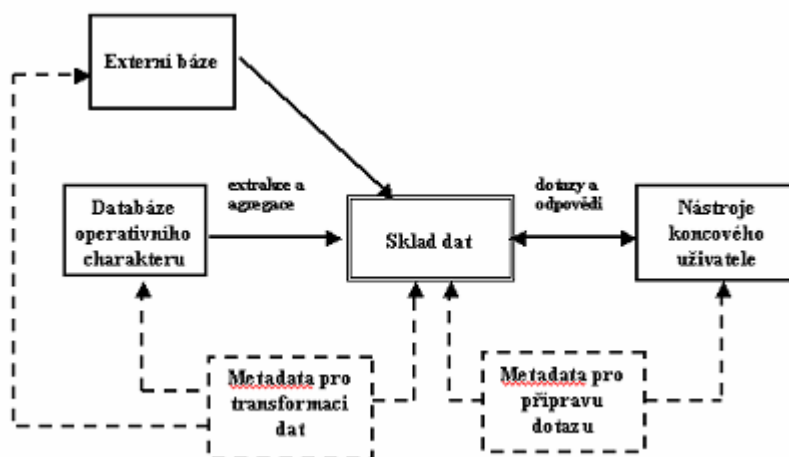 Externí báze
extrakce a
agregace
dotazy a
odpovědi
Databáze
operativního
charakteru
Sklad dat
Nástroje
koncového
uživatele
Metadata pro
transformaci
dat
Metadata pro
přípravu
dotazu